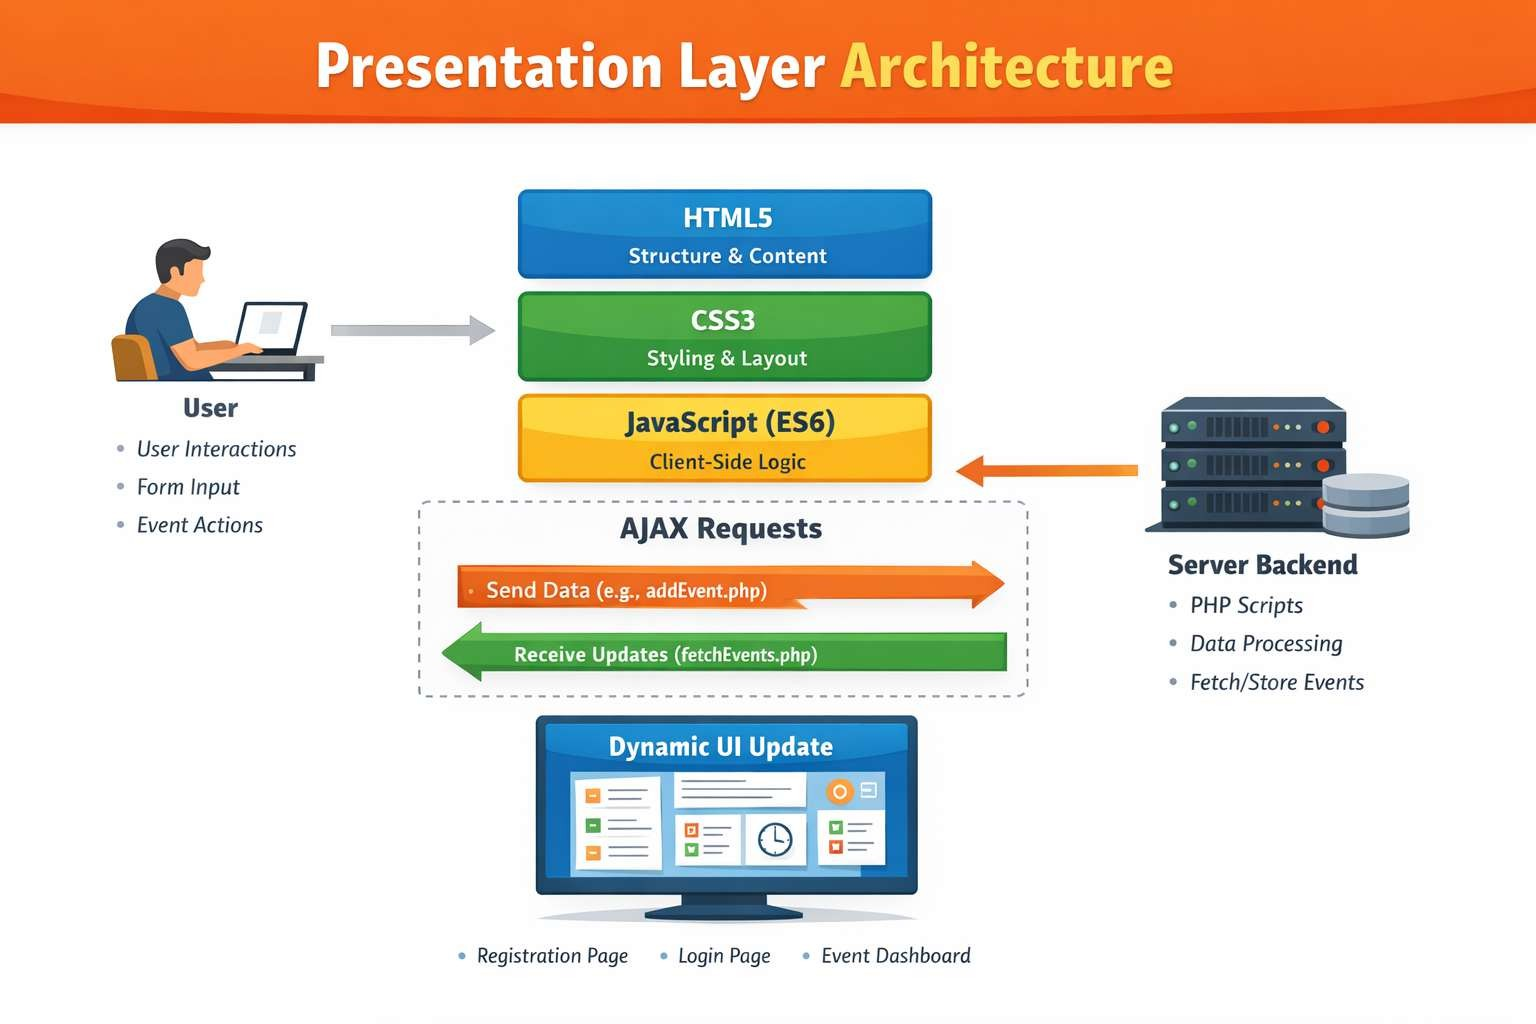 Presentation Layer Architecture
HTML5
Structure & Content
CSS3
Styling & Layout
JavaScript (ES6)
Client-Side Logic
User
• User Interactions
• Form Input
• Event Actions
AJAX Requests
Send Data (e.g., addEvent.php)
Receive Updates (fetchEvents.php)
Server Backend
• PHP Scripts
• Data Processing
• Fetch/Store Events
Dynamic UI Update
• Registration Page • Login Page • Event Dashboard